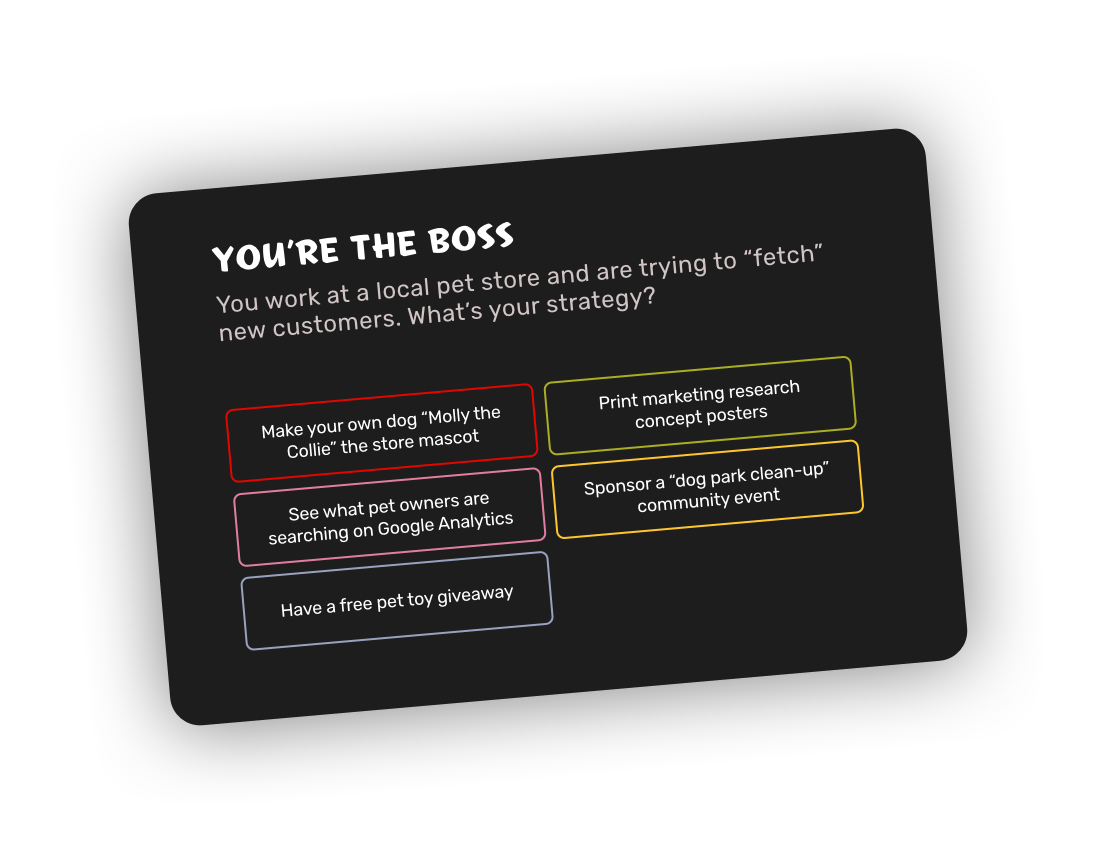 YOU’RE THE BOSS
You work at a local pet store and are trying to “fetch”
new customers. What’s your strategy?
Make your own dog “Molly the
Collie” the store mascot
Print marketing research
concept posters
See what pet owners are
searching on Google Analytics
Sponsor a “dog park clean-up”
community event
Have a free pet toy giveaway